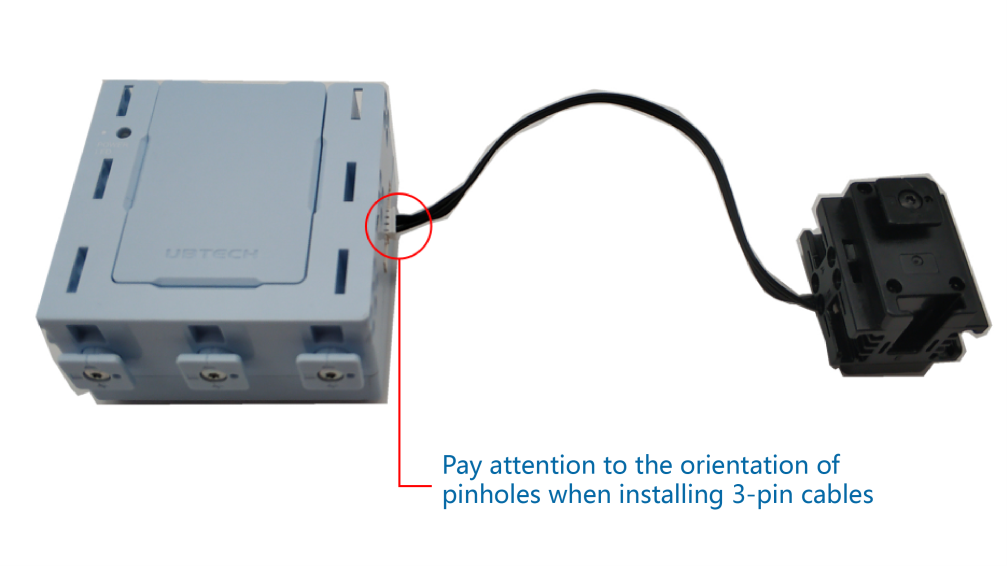 UBTECH
Pay attention to the orientation of
pinholes when installing 3-pin cables